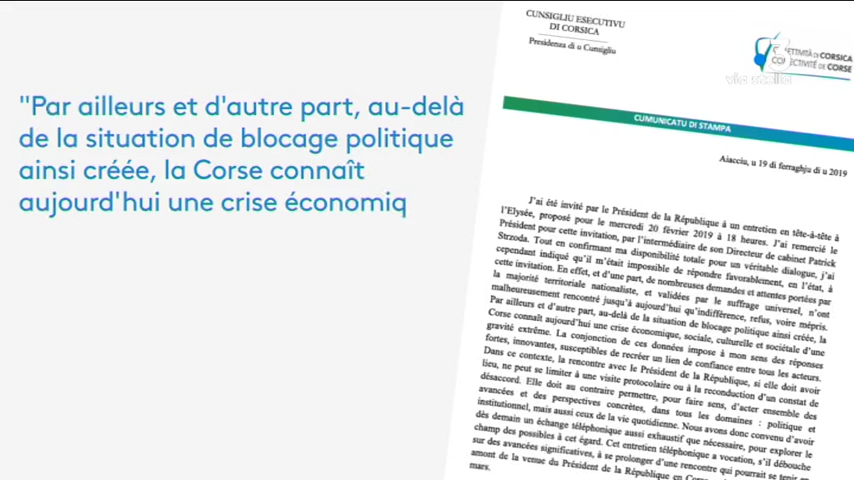 "Par ailleurs et d'autre part, au-delà
de la situation de blocage politique
ainsi créée, la Corse connaît
aujourd'hui une crise économiq
CUNSIGLIU ESECUTIVU
DI CORSICA
Presidenza di u Cunsigliu
DI CORSICA
DE CORSE
CUMUNICATU DI STAMPA
Aiacciu, u 19 di ferraghju di u 2019
J'ai été invité par le Président de la République à un entretien en tête-à-tête à
l'Elysée, proposé pour le mercredi 20 février 2019 à 18 heures. J'ai remercié le
Président pour cette invitation, par l'intermédiaire de son Directeur de cabinet Patrick
Strzoda. Tout en confirmant ma disponibilité totale pour un véritable dialogue, j'ai
cependant indiqué qu'il m'était impossible de répondre favorablement, en l'état, à
cette invitation. En effet, et d'une part, de nombreuses demandes et attentes portées par
la majorité territoriale nationaliste, et validées par le suffrage universel, n'ont
malheureusement rencontré jusqu'à aujourd'hui qu'indifférence, refus, voire mépris.
Par ailleurs et d'autre part, au-delà de la situation de blocage politique ainsi créée, la
Corse connaît aujourd'hui une crise économique, sociale, culturelle et sociétale d'une
gravité extrême. La conjonction de ces données impose à mon sens des réponses
fortes, innovantes, susceptibles de recréer un lien de confiance entre tous les acteurs.
Dans ce contexte, la rencontre avec le Président de la République, si elle doit avoir
lieu, ne peut se limiter à une visite protocolaire ou à la reconduction d'un constat de
désaccord. Elle doit au contraire permettre, pour faire sens, d'acter ensemble des
avancées et des perspectives concrètes, dans tous les domaines : politique et
institutionnel, mais aussi ceux de la vie quotidienne. Nous avons donc convenu d'avoir
dès demain un échange téléphonique aussi exhaustif que nécessaire, pour explorer le
champ des possibles à cet égard. Cet entretien téléphonique a vocation, s'il débouche
sur des avancées significatives, à se prolonger d'une rencontre qui pourrait se tenir en
amont de la venue du Président de la République en
mars.